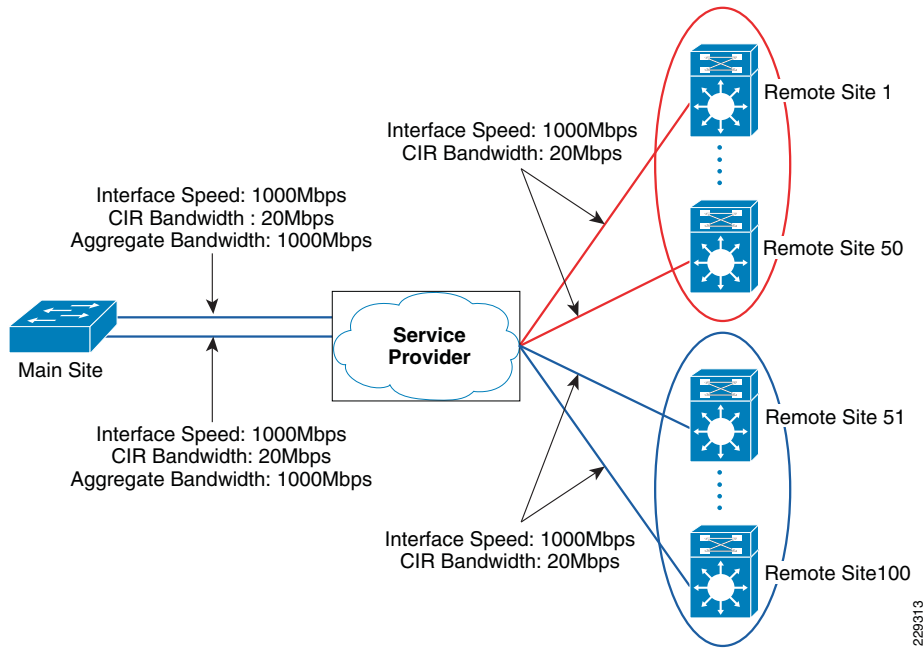 Remote Site 1
Interface Speed: 1000Mbps
CIR Bandwidth: 20Mbps
Interface Speed: 1000Mbps
CIR Bandwidth : 20Mbps
Aggregate Bandwidth: 1000Mbps
Remote Site 50
Service
Provider
Main Site
Remote Site 51
Interface Speed: 1000Mbps
CIR Bandwidth: 20Mbps
Aggregate Bandwidth: 1000Mbps
Interface Speed: 1000Mbps
CIR Bandwidth: 20Mbps
Remote Site100
229313